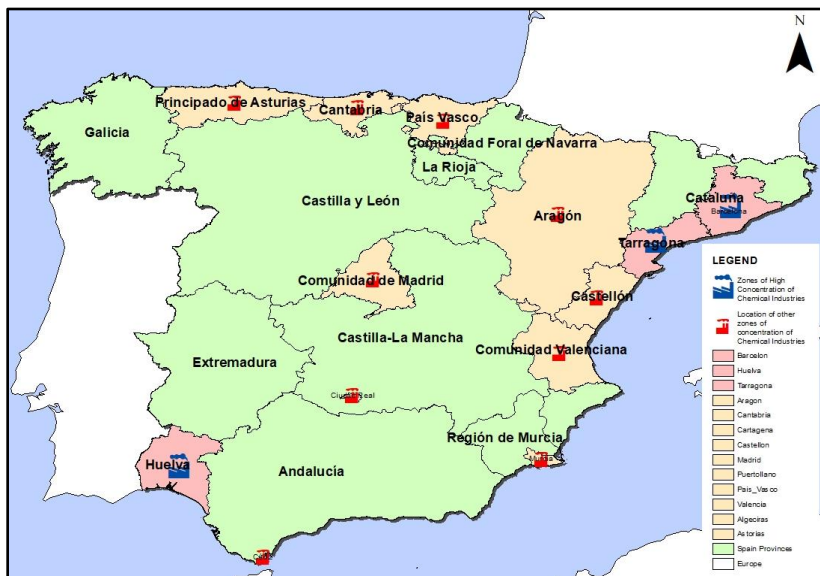 N
Principado de Asturias
Cantabria
País Vasco
Galicia
Comunidad Foral de Navarra
La Rioja
Cataluña
Barcelona
Castilla y León
Aragón
Tarragona
Comunidad de Madrid
Castellón
Castilla-La Mancha
Comunidad Valenciana
Extremadura
Ciudad Real
Región de Murcia
Murcia
Huelva
Andalucía
LEGEND
Zones of High
Concentration of
Chemical Industries
Location of other
zones of
concentration of
Chemical Industries
Barcelon
Huelva
Tarragona
Aragon
Cantabria
Cartagena
Castellon
Madrid
Puertollano
Pais_Vasco
Valencia
Algeciras
Astorias
Spain Provinces
Europe